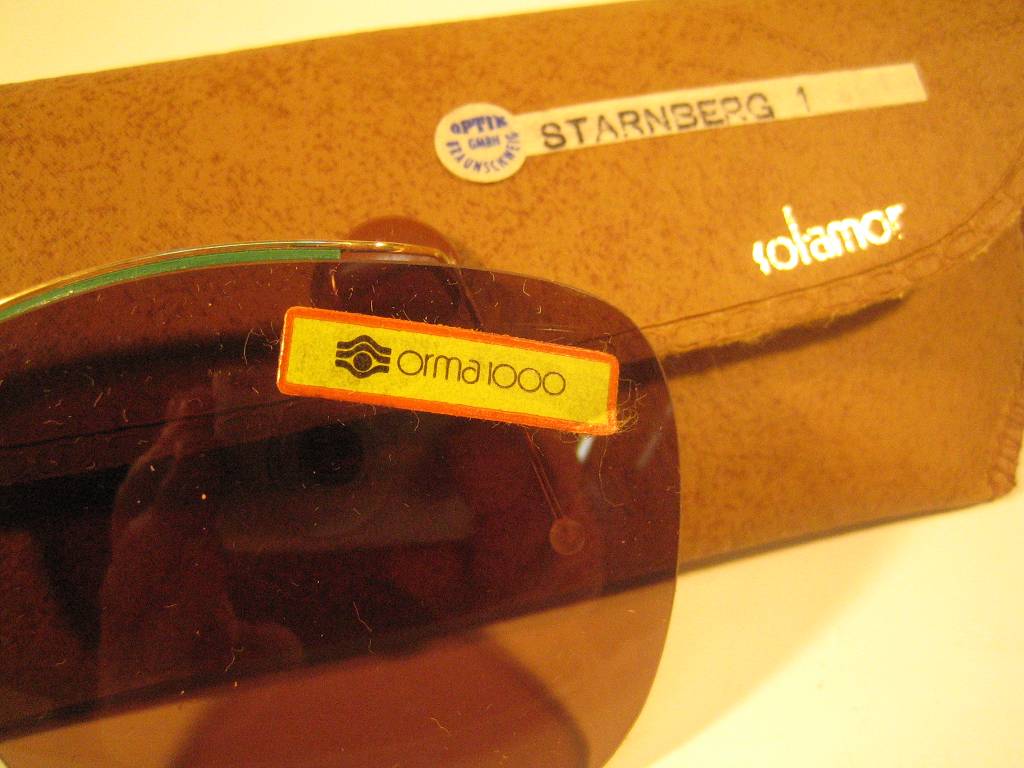 OPTIK
GMBH
BRAUNSCHWEIG
STARNBERG 1
solamor
orma 1000